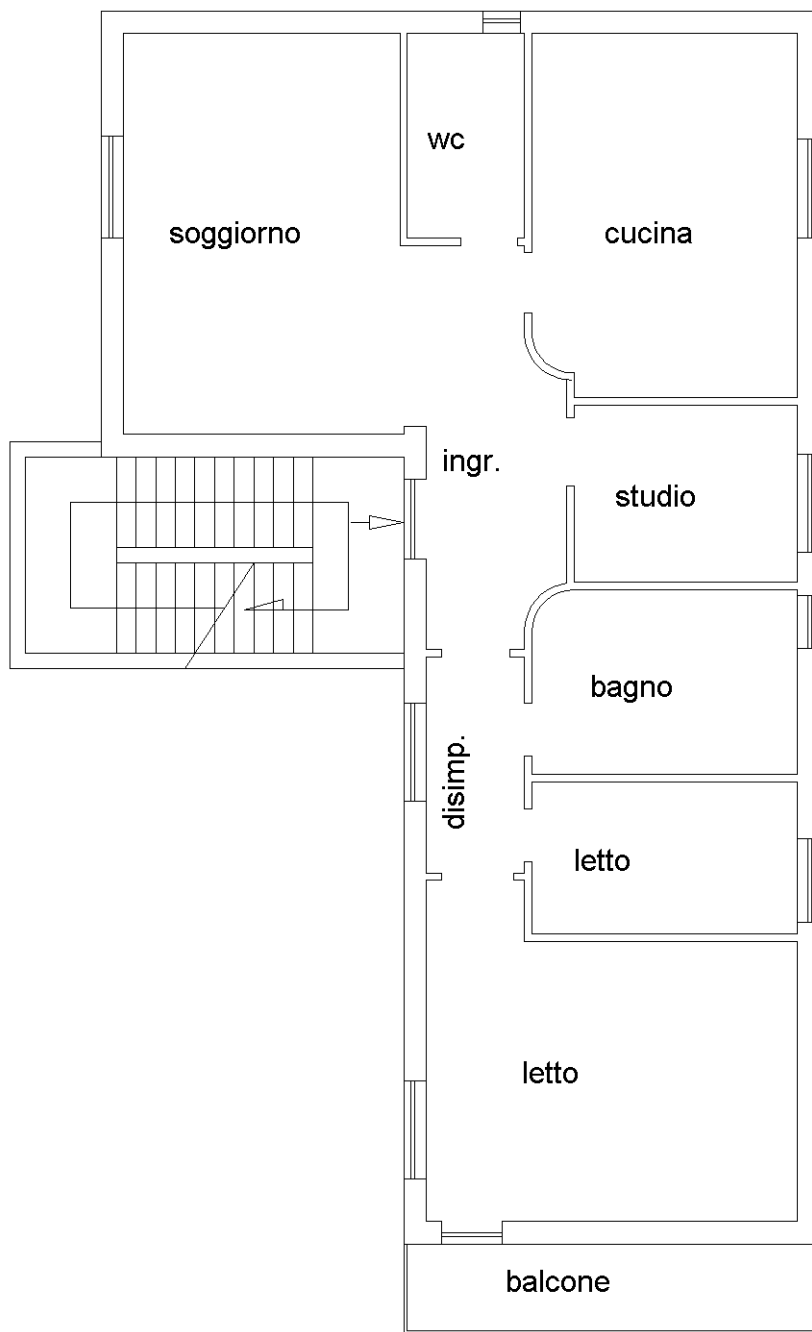 wc
soggiorno
cucina
ingr.
studio
bagno
disimp.
letto
letto
balcone